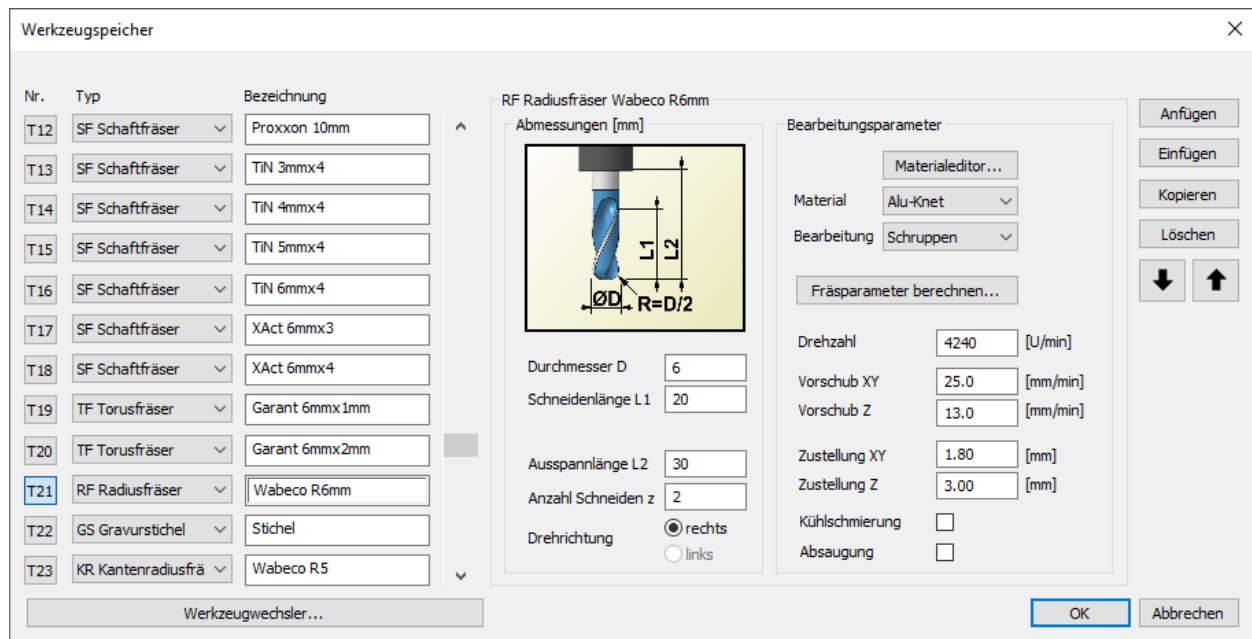 Werkzeugspeicher
Nr. Typ Bezeichnung
T12 SF Schaftfräser Proxxon 10mm
T13 SF Schaftfräser TiN 3mmx4
T14 SF Schaftfräser TiN 4mmx4
T15 SF Schaftfräser TiN 5mmx4
T16 SF Schaftfräser TiN 6mmx4
T17 SF Schaftfräser XAct 6mmx3
T18 SF Schaftfräser XAct 6mmx4
T19 TF Torusfräser Garant 6mmx1mm
T20 TF Torusfräser Garant 6mmx2mm
T21 RF Radiusfräser Wabeco R6mm
T22 GS Gravurstichel Stichel
T23 KR Kantenradiusfrä Wabeco R5
Werkzeugwechsler...
RF Radiusfräser Wabeco R6mm
Abmessungen [mm]
L1
L2
ØD
R=D/2
Durchmesser D 6
Schneidenlänge L1 20
Ausspannlänge L2 30
Anzahl Schneiden z 2
Drehrichtung rechts
links
Bearbeitungsparameter
Materialeditor...
Material Alu-Knet
Bearbeitung Schruppen
Fräsparameter berechnen...
Drehzahl 4240 [U/min]
Vorschub XY 25.0 [mm/min]
Vorschub Z 13.0 [mm/min]
Zustellung XY 1.80 [mm]
Zustellung Z 3.00 [mm]
Kühlschmierung
Absaugung
Anfügen
Einfügen
Kopieren
Löschen
OK Abbrechen